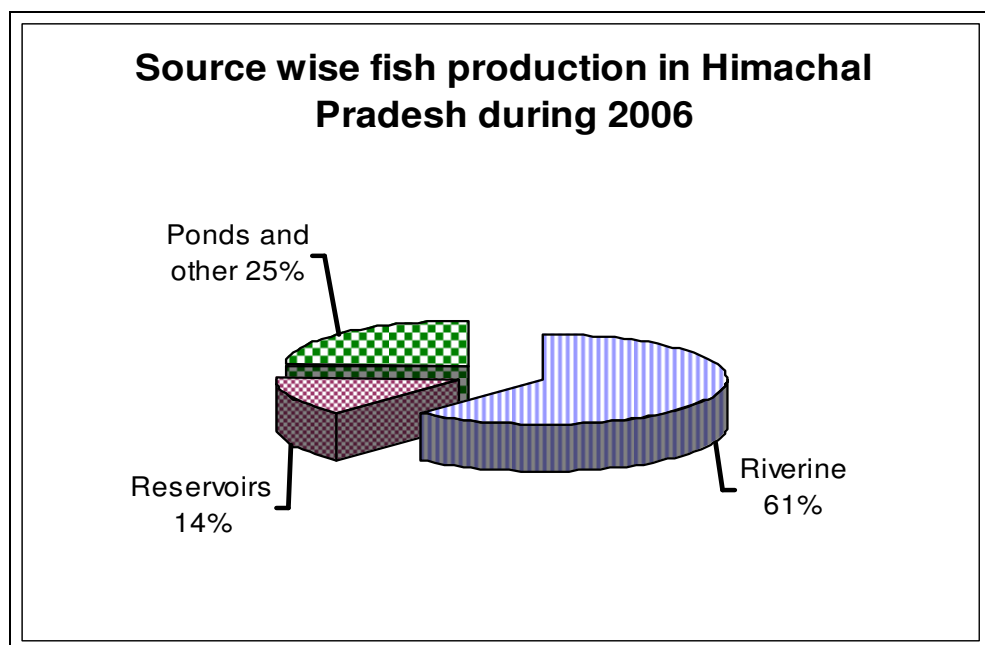 Source wise fish production in Himachal
Pradesh during 2006
Ponds and
other 25%
Reservoirs
14%
Riverine
61%